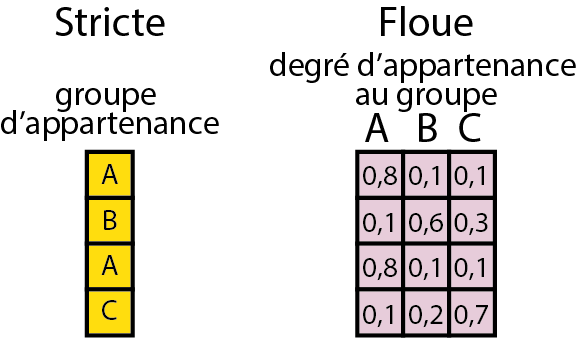 Stricte
groupe
d'appartenance
A
B
A
C
Floue
degré d'appartenance
au groupe
A B C
0,8 0,1 0,1
0,1 0,6 0,3
0,8 0,1 0,1
0,1 0,2 0,7